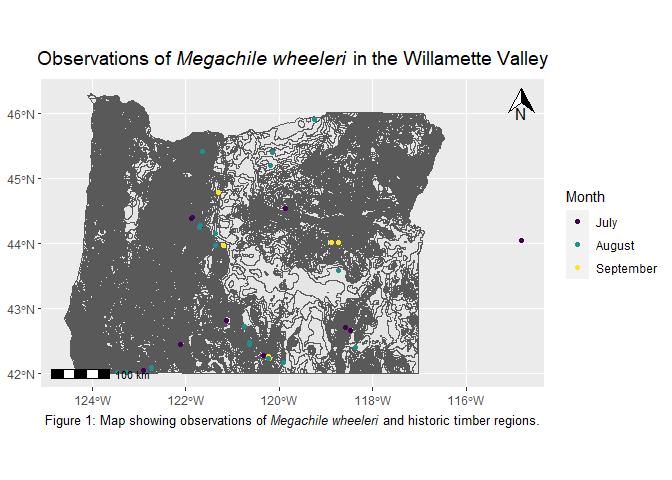 Observations of Megachile wheeleri in the Willamette Valley
N
46°N
45°N
44°N
43°N
42°N
100 km
124°W
122°W
120°W
118°W
116°W
Month
July
August
September
Figure 1: Map showing observations of Megachile wheeleri and historic timber regions.